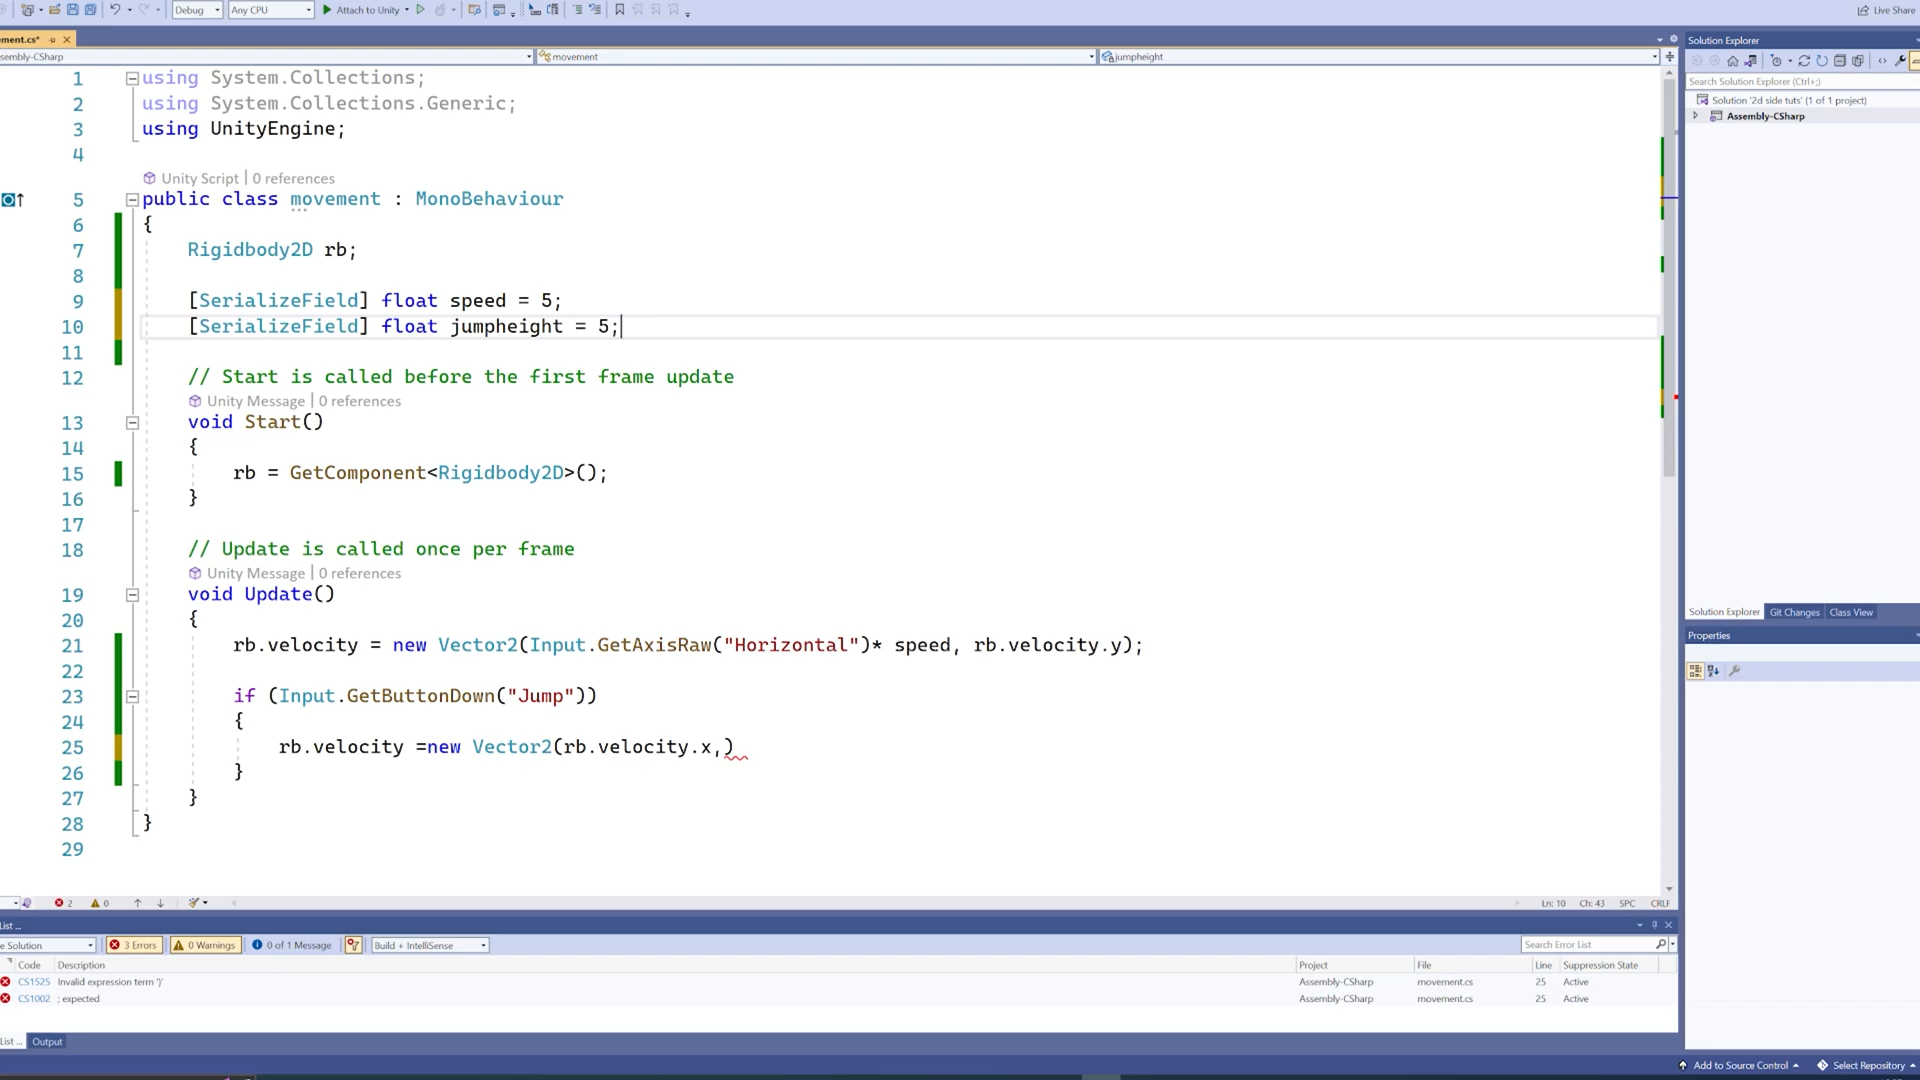 Debug Any CPU Attach to Unity Live Share
ment.cs*
sembly-CSharp movement jumpheight
1 using System.Collections;
2 using System.Collections.Generic;
3 using UnityEngine;
4
Unity Script | 0 references
5 public class movement : MonoBehaviour
6 {
7 Rigidbody2D rb;
8
9 [SerializeField] float speed = 5;
10 [SerializeField] float jumpheight = 5;
11
12 // Start is called before the first frame update
Unity Message | 0 references
13 void Start()
14 {
15 rb = GetComponent<Rigidbody2D>();
16 }
17
18 // Update is called once per frame
Unity Message | 0 references
19 void Update()
20 {
21 rb.velocity = new Vector2(Input.GetAxisRaw("Horizontal")* speed, rb.velocity.y);
22
23 if (Input.GetButtonDown("Jump"))
24 {
25 rb.velocity =new Vector2(rb.velocity.x,)
26 }
27 }
28 }
29
2 0 Ln: 10 Ch: 43 SPC CRLF
List ...
e Solution 3 Errors 0 Warnings 0 of 1 Message Build + IntelliSense Search Error List
Code Description Project File Line Suppression State
CS1525 Invalid expression term ')' Assembly-CSharp movement.cs 25 Active
CS1002 ; expected Assembly-CSharp movement.cs 25 Active
List ... Output
Solution Explorer
Search Solution Explorer (Ctrl+;)
Solution '2d side tuts' (1 of 1 project)
Assembly-CSharp
Solution Explorer Git Changes Class View
Properties
Add to Source Control Select Repository